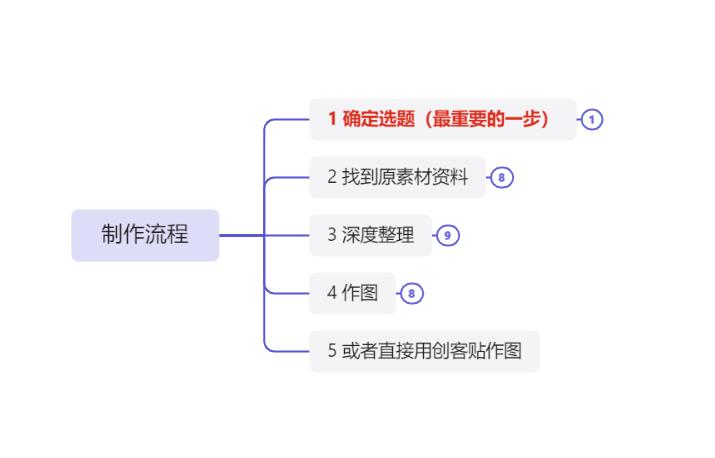 1 确定选题（最重要的一步）
1
2 找到原素材资料
8
制作流程
3 深度整理
9
4 作图
8
5 或者直接用创客贴作图